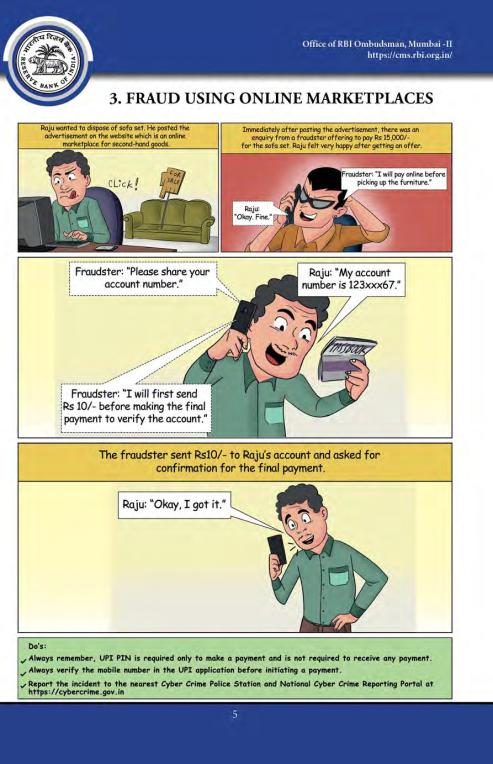 भारतीय रिज़र्व बैंक
RESERVE BANK OF INDIA
Office of RBI Ombudsman, Mumbai -II
https://cms.rbi.org.in/
3. FRAUD USING ONLINE MARKETPLACES
Raju wanted to dispose of sofa set. He posted the
advertisement on the website which is an online
marketplace for second-hand goods.
CLiCK!
FOR
SALE
Immediately after posting the advertisement, there was an
enquiry from a fraudster offering to pay Rs 15,000/-
for the sofa set. Raju felt very happy after getting an offer.
Fraudster: "I will pay online before
picking up the furniture."
Raju:
"Okay. Fine."
Fraudster: "Please share your
account number."
Raju: "My account
number is 123xxx67."
PASSBOOK
Fraudster: "I will first send
Rs 10/- before making the final
payment to verify the account."
The fraudster sent Rs10/- to Raju's account and asked for
confirmation for the final payment.
Raju: "Okay, I got it."
Do's:
✓ Always remember, UPI PIN is required only to make a payment and is not required to receive any payment.
✓ Always verify the mobile number in the UPI application before initiating a payment.
✓ Report the incident to the nearest Cyber Crime Police Station and National Cyber Crime Reporting Portal at
https://cybercrime.gov.in
5